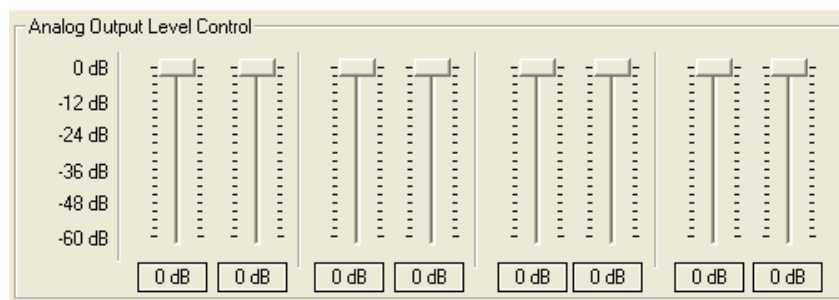 Analog Output Level Control
0 dB
-12 dB
-24 dB
-36 dB
-48 dB
-60 dB
0 dB 0 dB 0 dB 0 dB 0 dB 0 dB 0 dB 0 dB